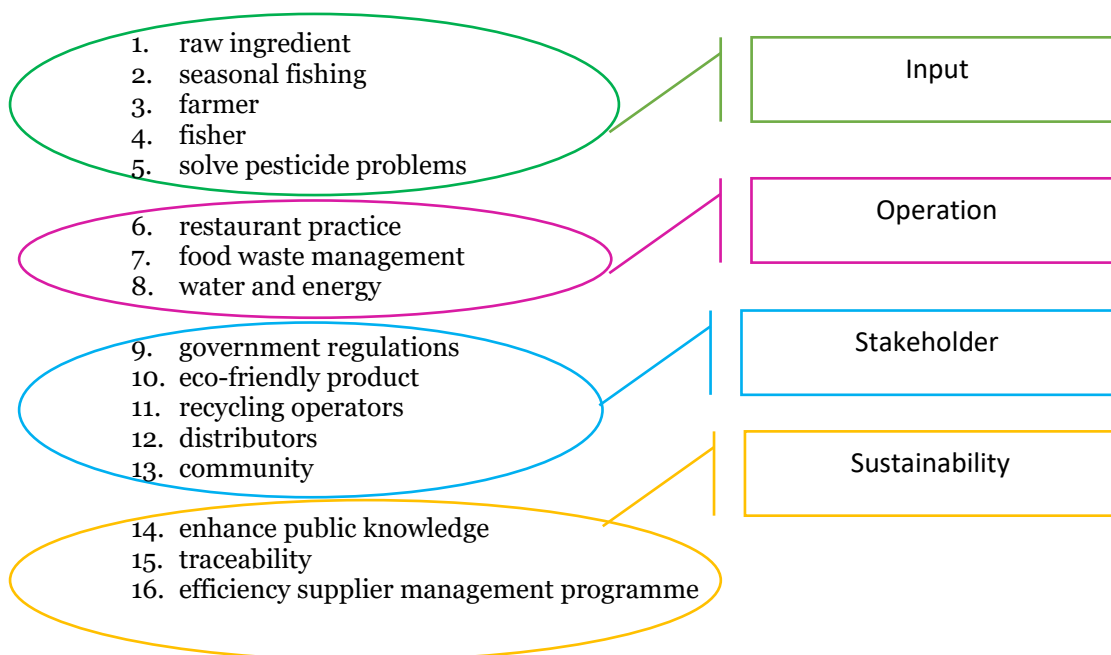 1. raw ingredient
2. seasonal fishing
3. farmer
4. fisher
5. solve pesticide problems
Input
6. restaurant practice
7. food waste management
8. water and energy
Operation
9. government regulations
10. eco-friendly product
11. recycling operators
12. distributors
13. community
Stakeholder
14. enhance public knowledge
15. traceability
16. efficiency supplier management programme
Sustainability